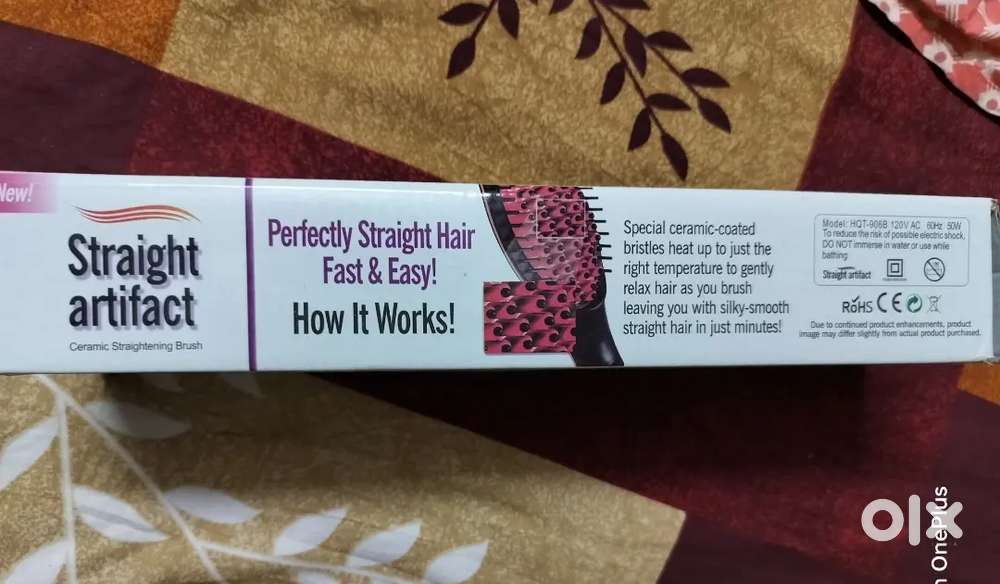 New!
Straight
artifact
Ceramic Straightening Brush
Perfectly Straight Hair
Fast & Easy!
How It Works!
Special ceramic-coated
bristles heat up to just the
right temperature to gently
relax hair as you brush
leaving you with silky-smooth
straight hair in just minutes!
Model: HQT-906B 120V AC 60Hz 50W
To reduce the risk of possible electric shock,
DO NOT immerse in water or use while
bathing
Straight artifact
RoHS CE
Due to continued product enhancements, product
image may differ slightly from actual product purchased.
olx
n OnePlus